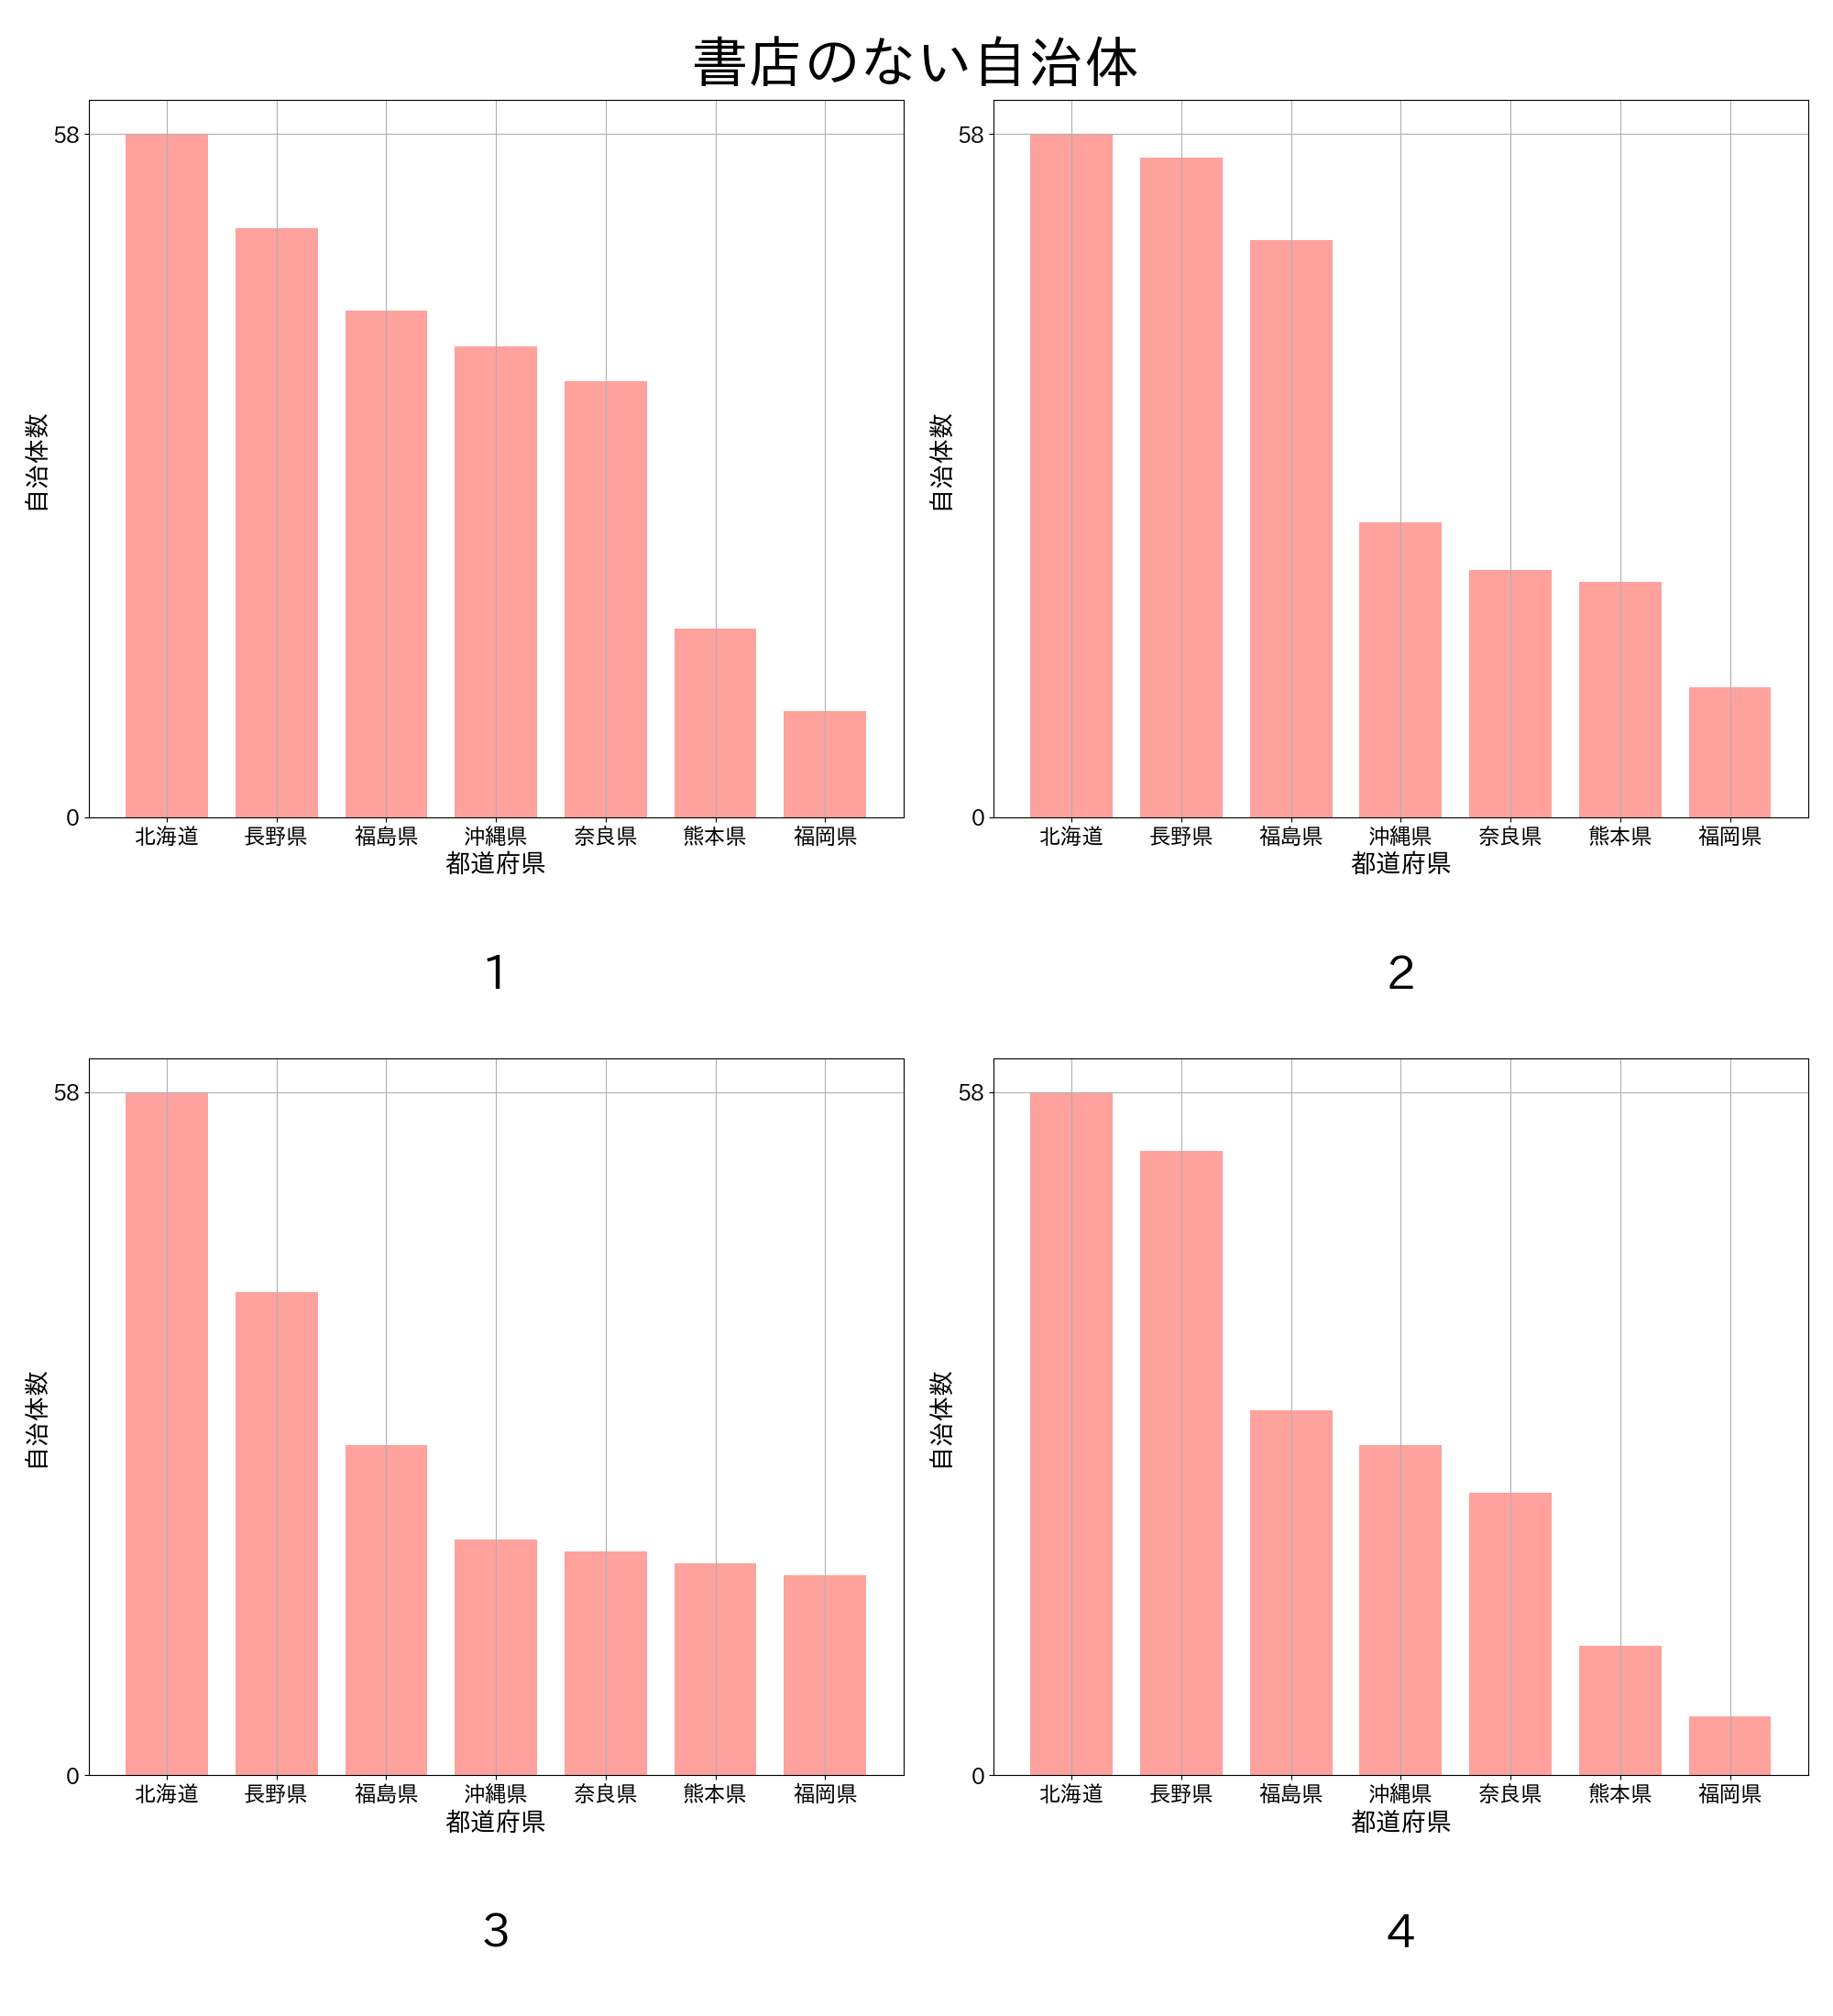 書店のない自治体
58
0
自治体数
北海道 長野県 福島県 沖縄県 奈良県 熊本県 福岡県
都道府県
1
58
0
自治体数
北海道 長野県 福島県 沖縄県 奈良県 熊本県 福岡県
都道府県
2
58
0
自治体数
北海道 長野県 福島県 沖縄県 奈良県 熊本県 福岡県
都道府県
3
58
0
自治体数
北海道 長野県 福島県 沖縄県 奈良県 熊本県 福岡県
都道府県
4